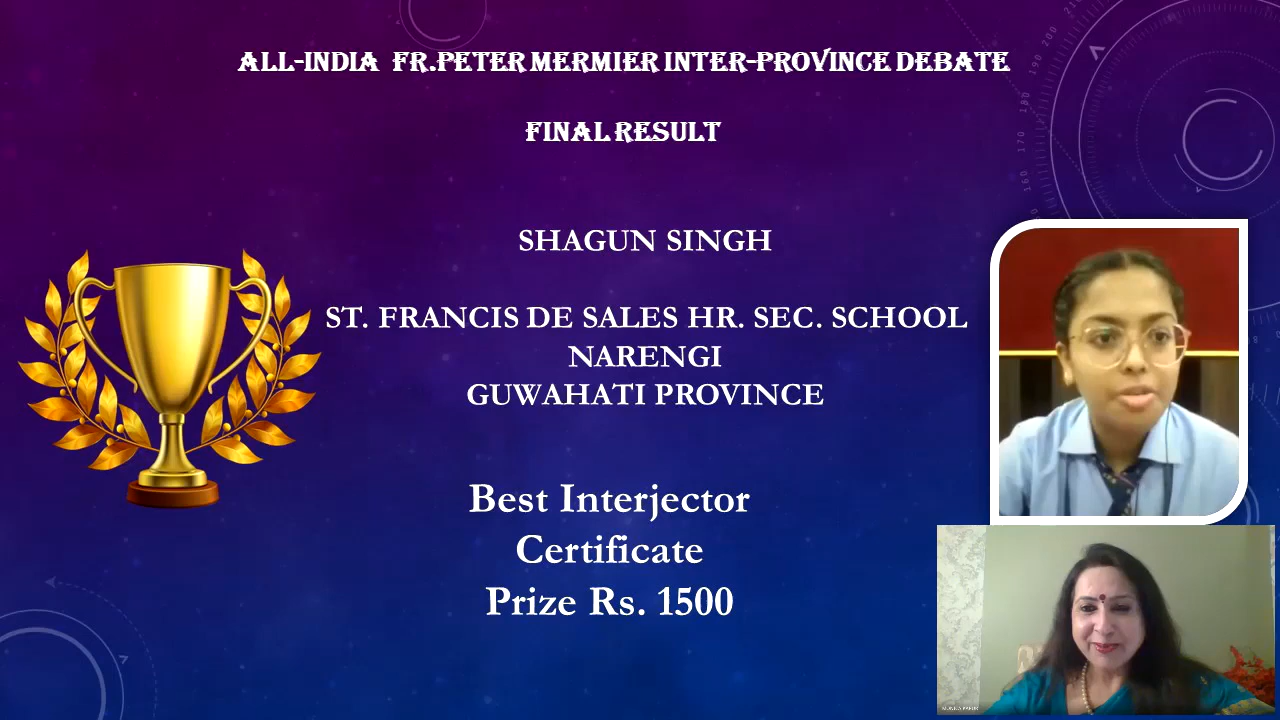 ALL-INDIA FR.PETER MERMIER INTER-PROVINCE DEBATE
FINAL RESULT
SHAGUN SINGH
ST. FRANCIS DE SALES HR. SEC. SCHOOL
NARENGI
GUWAHATI PROVINCE
Best Interjector
Certificate
Prize Rs. 1500